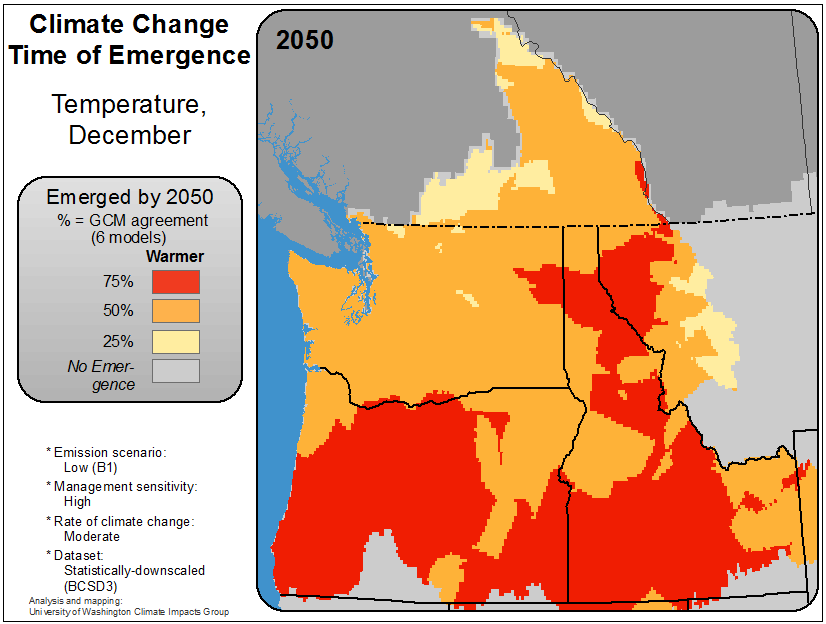 Climate Change
Time of Emergence
Temperature,
December
2050
Emerged by 2050
% = GCM agreement
(6 models)
Warmer
75%
50%
25%
No Emer-
gence
* Emission scenario:
Low (B1)
* Management sensitivity:
High
* Rate of climate change:
Moderate
* Dataset:
Statistically-downscaled
(BCSD3)
Analysis and mapping:
University of Washington Climate Impacts Group